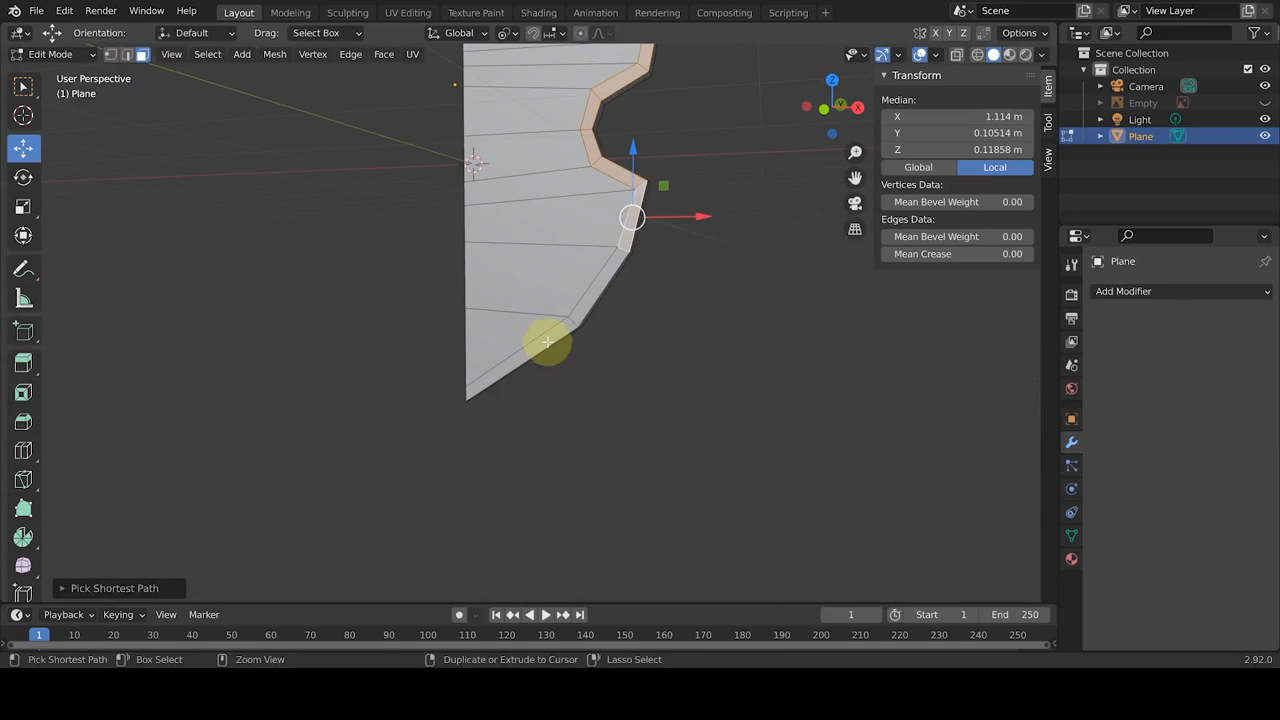 File Edit Render Window Help Layout Modeling Sculpting UV Editing Texture Paint Shading Animation Rendering Compositing Scripting + Scene View Layer
Orientation: Default Drag: Select Box Global X Y Z Options
Edit Mode View Select Add Mesh Vertex Edge Face UV
User Perspective
(1) Plane
Transform
Median:
X 1.114 m
Y 0.10514 m
Z 0.11858 m
Global Local
Vertices Data:
Mean Bevel Weight 0.00
Edges Data:
Mean Bevel Weight 0.00
Mean Crease 0.00
Item
Tool
View
Z
X
Y
Scene Collection
Collection
Camera
Empty
Light
Plane
Plane
Add Modifier
Pick Shortest Path
Playback Keying View Marker 1 Start 1 End 250
1 10 20 30 40 50 60 70 80 90 100 110 120 130 140 150 160 170 180 190 200 210 220 230 240 250
Pick Shortest Path Box Select Zoom View Duplicate or Extrude to Cursor Lasso Select 2.92.0